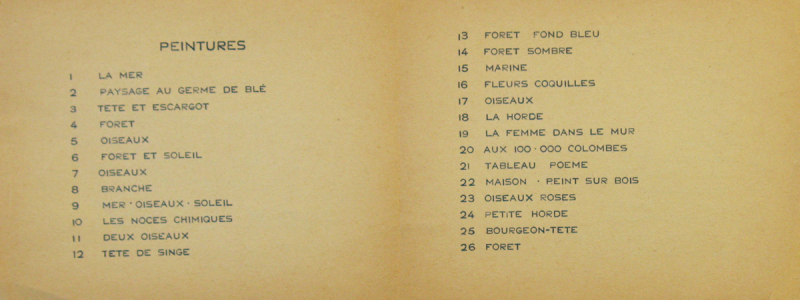 PEINTURES
1 LA MER
2 PAYSAGE AU GERME DE BLÉ
3 TETE ET ESCARGOT
4 FORET
5 OISEAUX
6 FORET ET SOLEIL
7 OISEAUX
8 BRANCHE
9 MER · OISEAUX · SOLEIL
10 LES NOCES CHIMIQUES
11 DEUX OISEAUX
12 TETE DE SINGE
13 FORET FOND BLEU
14 FORET SOMBRE
15 MARINE
16 FLEURS COQUILLES
17 OISEAUX
18 LA HORDE
19 LA FEMME DANS LE MUR
20 AUX 100·000 COLOMBES
21 TABLEAU POEME
22 MAISON · PEINT SUR BOIS
23 OISEAUX ROSES
24 PETITE HORDE
25 BOURGEON-TETE
26 FORET